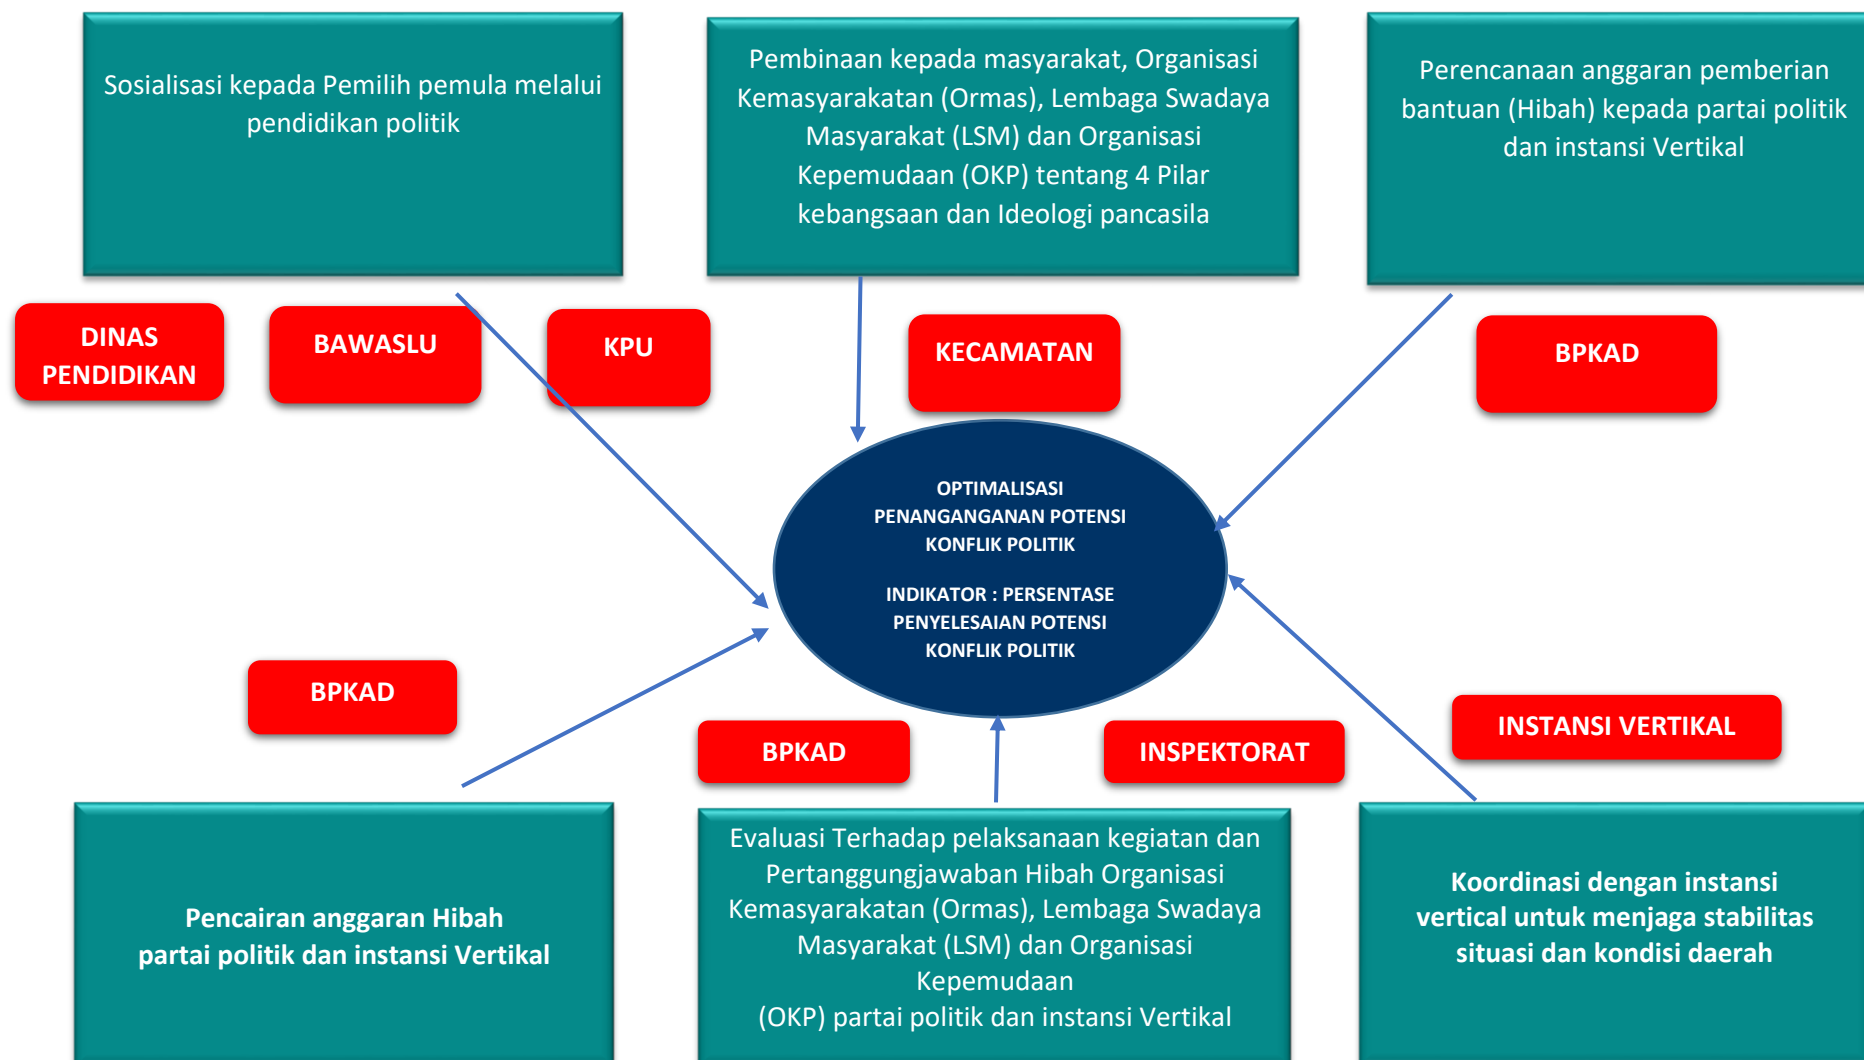 Sosialisasi kepada Pemilih pemula melalui
pendidikan politik
Pembinaan kepada masyarakat, Organisasi
Kemasyarakatan (Ormas), Lembaga Swadaya
Masyarakat (LSM) dan Organisasi
Kepemudaan (OKP) tentang 4 Pilar
kebangsaan dan Ideologi pancasila
Perencanaan anggaran pemberian
bantuan (Hibah) kepada partai politik
dan instansi Vertikal
DINAS
PENDIDIKAN
BAWASLU
KPU
KECAMATAN
BPKAD
OPTIMALISASI
PENANGANGANAN POTENSI
KONFLIK POLITIK
INDIKATOR : PERSENTASE
PENYELESAIAN POTENSI
KONFLIK POLITIK
BPKAD
BPKAD
INSPEKTORAT
INSTANSI VERTIKAL
Pencairan anggaran Hibah
partai politik dan instansi Vertikal
Evaluasi Terhadap pelaksanaan kegiatan dan
Pertanggungjawaban Hibah Organisasi
Kemasyarakatan (Ormas), Lembaga Swadaya
Masyarakat (LSM) dan Organisasi
Kepemudaan
(OKP) partai politik dan instansi Vertikal
Koordinasi dengan instansi
vertical untuk menjaga stabilitas
situasi dan kondisi daerah